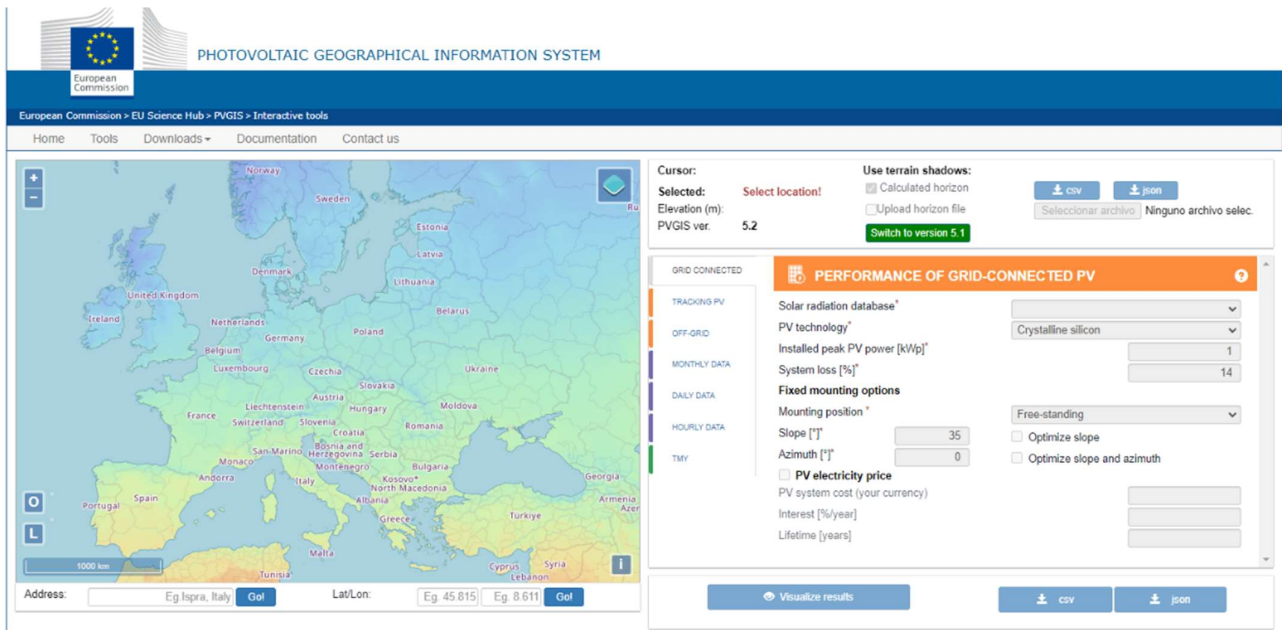 European
Commission
PHOTOVOLTAIC GEOGRAPHICAL INFORMATION SYSTEM
European Commission > EU Science Hub > PVGIS > Interactive tools
Home Tools Downloads Documentation Contact us
+
−
Norway
Sweden
Ru
Estonia
Latvia
Denmark
Lithuania
United Kingdom
Belarus
Ireland
Netherlands
Poland
Germany
Belgium
Luxembourg
Czechia
Ukraine
Slovakia
Austria
Liechtenstein
Hungary
Moldova
France
Switzerland
Slovenia
Romania
Croatia
Bosnia and
Herzegovina
Serbia
San Marino
Monaco
Montenegro
Bulgaria
Andorra
Italy
Kosovo*
Georgia
North Macedonia
Spain
Albania
Armenia
Portugal
Azer
Greece
Türkiye
O
L
Malta
1000 km
Tunisia
Cyprus
Syria
Lebanon
i
Address: Eg.Ispra, Italy Go! Lat/Lon: Eg. 45.815 Eg. 8.611 Go!
Cursor:
Selected: Select location!
Elevation (m):
PVGIS ver. 5.2
Use terrain shadows:
Calculated horizon
Upload horizon file
Switch to version 5.1
csv json
Seleccionar archivo Ninguno archivo selec.
GRID CONNECTED
TRACKING PV
OFF-GRID
MONTHLY DATA
DAILY DATA
HOURLY DATA
TMY
PERFORMANCE OF GRID-CONNECTED PV ?
Solar radiation database*
PV technology* Crystalline silicon
Installed peak PV power [kWp]* 1
System loss [%]* 14
Fixed mounting options
Mounting position * Free-standing
Slope [°]* 35 Optimize slope
Azimuth [°]* 0 Optimize slope and azimuth
PV electricity price
PV system cost (your currency)
Interest [%/year]
Lifetime [years]
Visualize results csv json